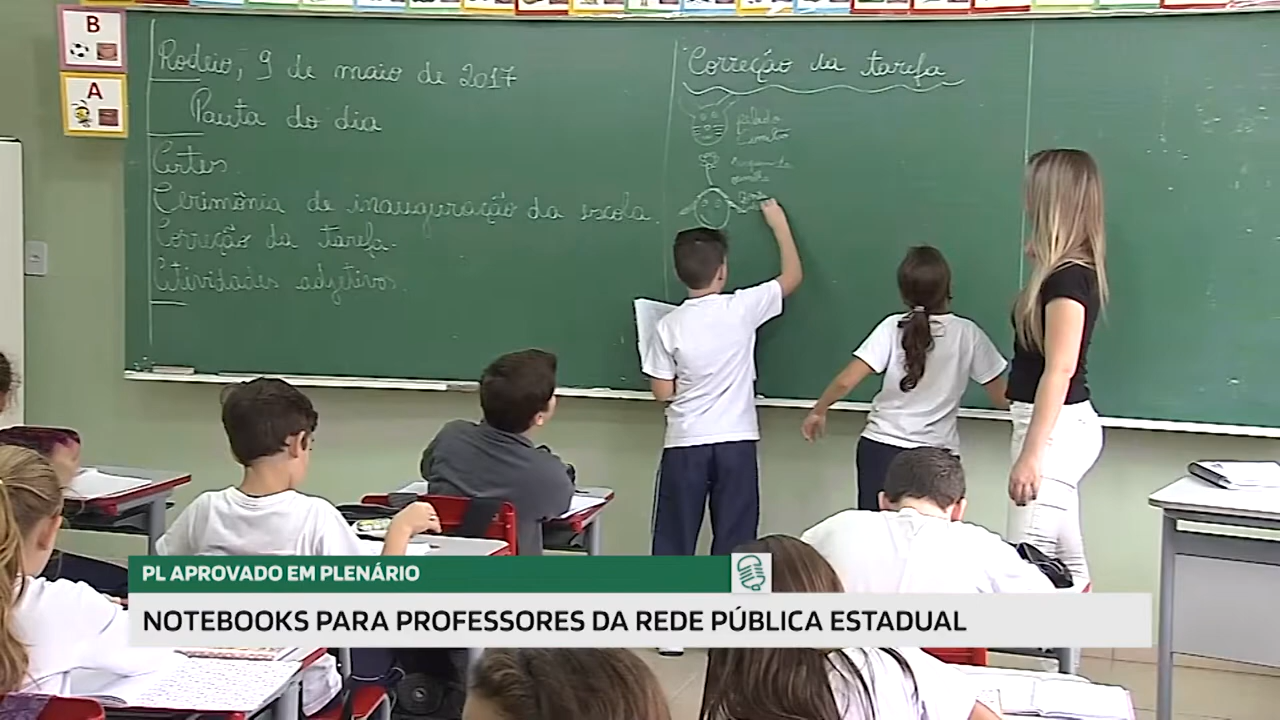 B
A
Rodeio, 9 de maio de 2017
Pauta do dia
Cerimônia de inauguração da escola.
Correção da tarefa.
Atividades adjetivos.
Correção da tarefa
PL APROVADO EM PLENÁRIO
NOTEBOOKS PARA PROFESSORES DA REDE PÚBLICA ESTADUAL